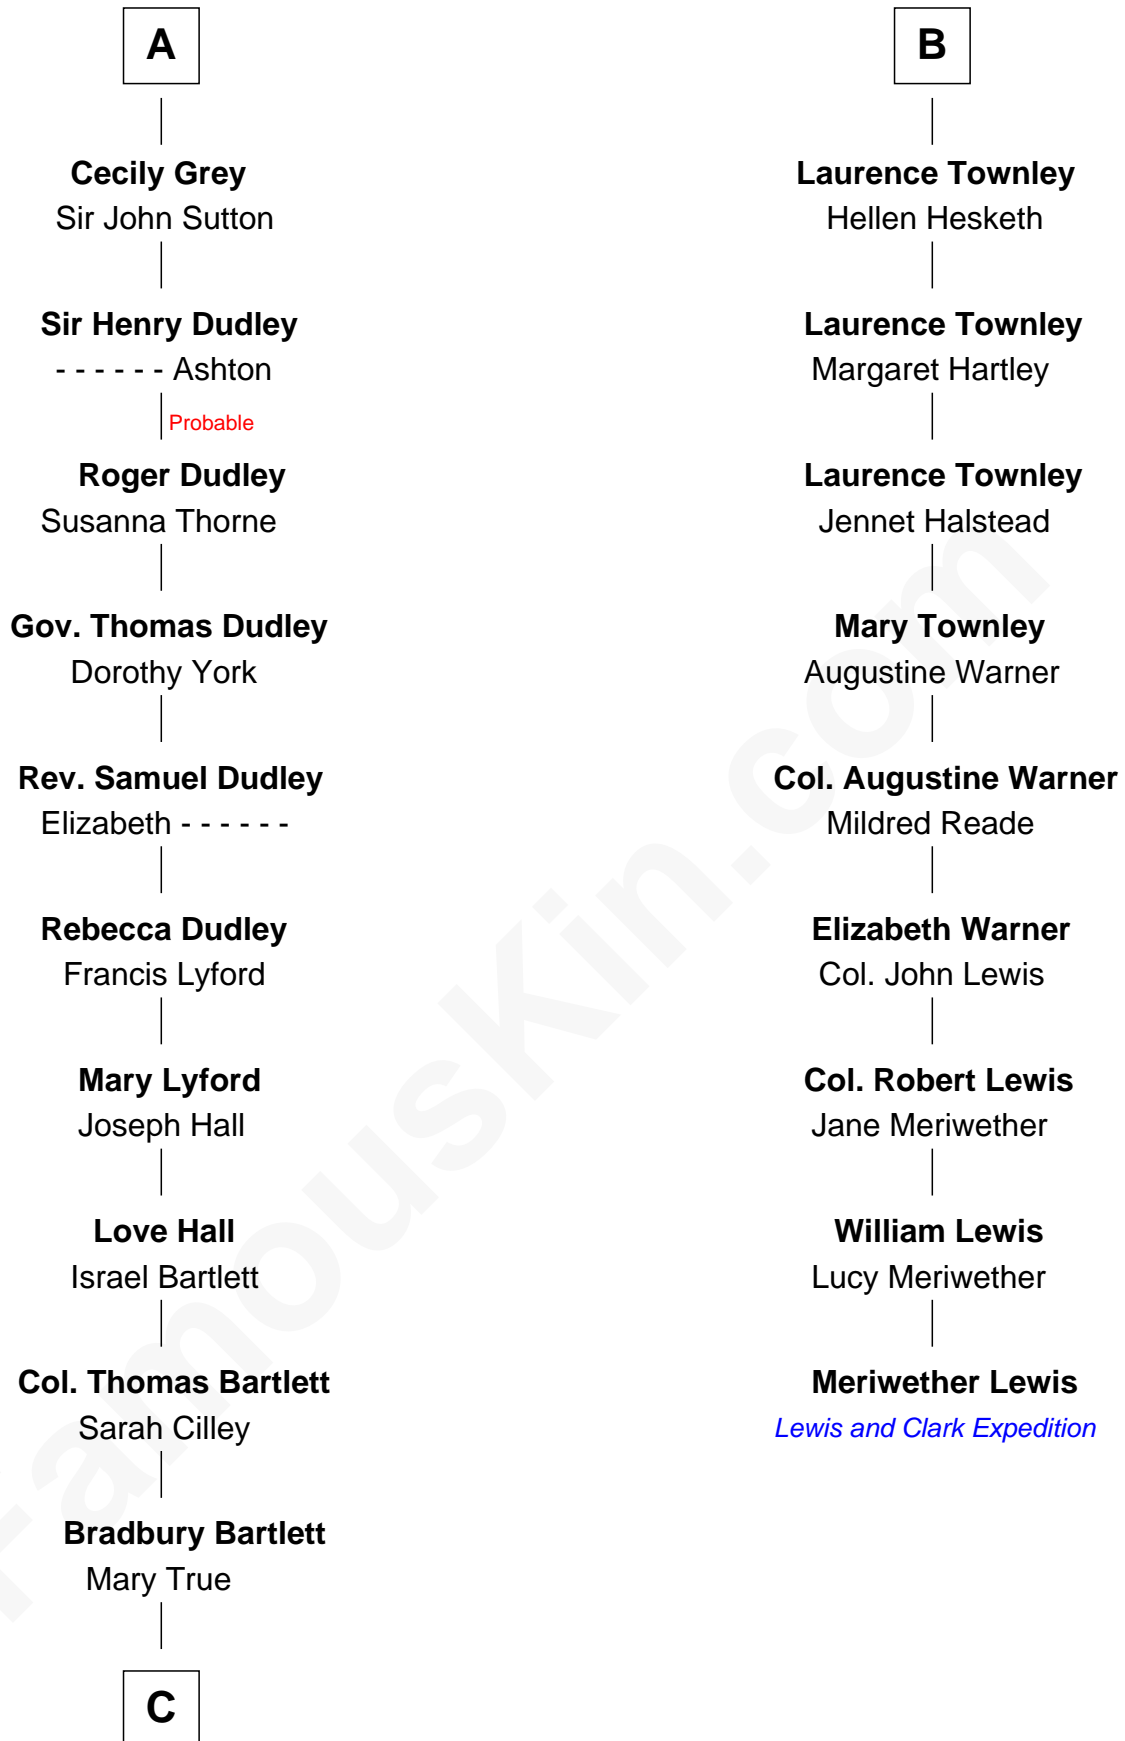 A
Cecily Grey
Sir John Sutton
Sir Henry Dudley
- - - - - - Ashton
Probable
Roger Dudley
Susanna Thorne
Gov. Thomas Dudley
Dorothy York
Rev. Samuel Dudley
Elizabeth - - - - - -
Rebecca Dudley
Francis Lyford
Mary Lyford
Joseph Hall
Love Hall
Israel Bartlett
Col. Thomas Bartlett
Sarah Cilley
Bradbury Bartlett
Mary True
C
B
Laurence Townley
Hellen Hesketh
Laurence Townley
Margaret Hartley
Laurence Townley
Jennet Halstead
Mary Townley
Augustine Warner
Col. Augustine Warner
Mildred Reade
Elizabeth Warner
Col. John Lewis
Col. Robert Lewis
Jane Meriwether
William Lewis
Lucy Meriwether
Meriwether Lewis
Lewis and Clark Expedition
FamousKin.com